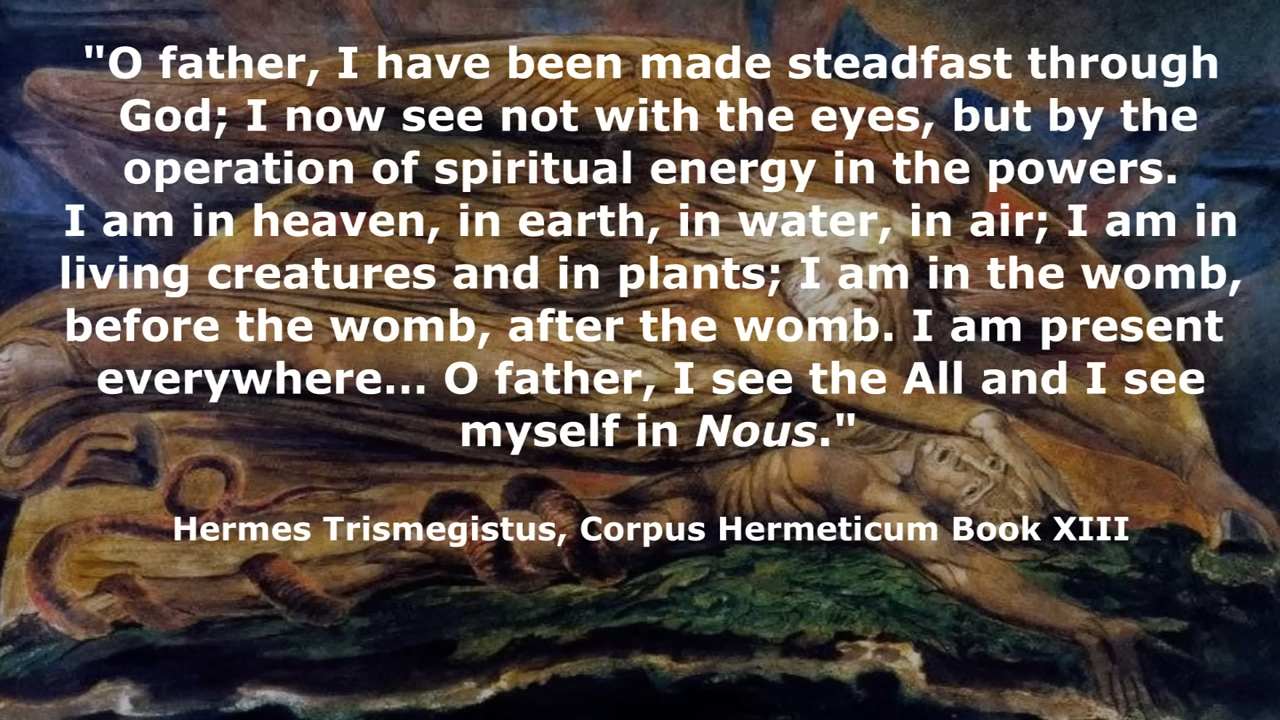 "O father, I have been made steadfast through
God; I now see not with the eyes, but by the
operation of spiritual energy in the powers.
I am in heaven, in earth, in water, in air; I am in
living creatures and in plants; I am in the womb,
before the womb, after the womb. I am present
everywhere... O father, I see the All and I see
myself in Nous."
Hermes Trismegistus, Corpus Hermeticum Book XIII